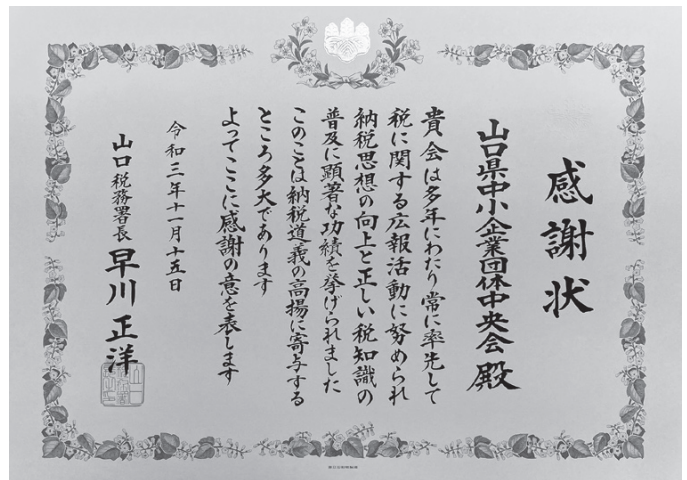 感謝状
山口県中小企業団体中央会殿
貴会は多年にわたり常に率先して
税に関する広報活動に努められ
納税思想の向上と正しい税知識の
普及に顕著な功績を挙げられました
このことは納税道義の高揚に寄与する
ところ多大であります
よってここに感謝の意を表します
令和三年十一月十五日
山口税務署長 早川正洋